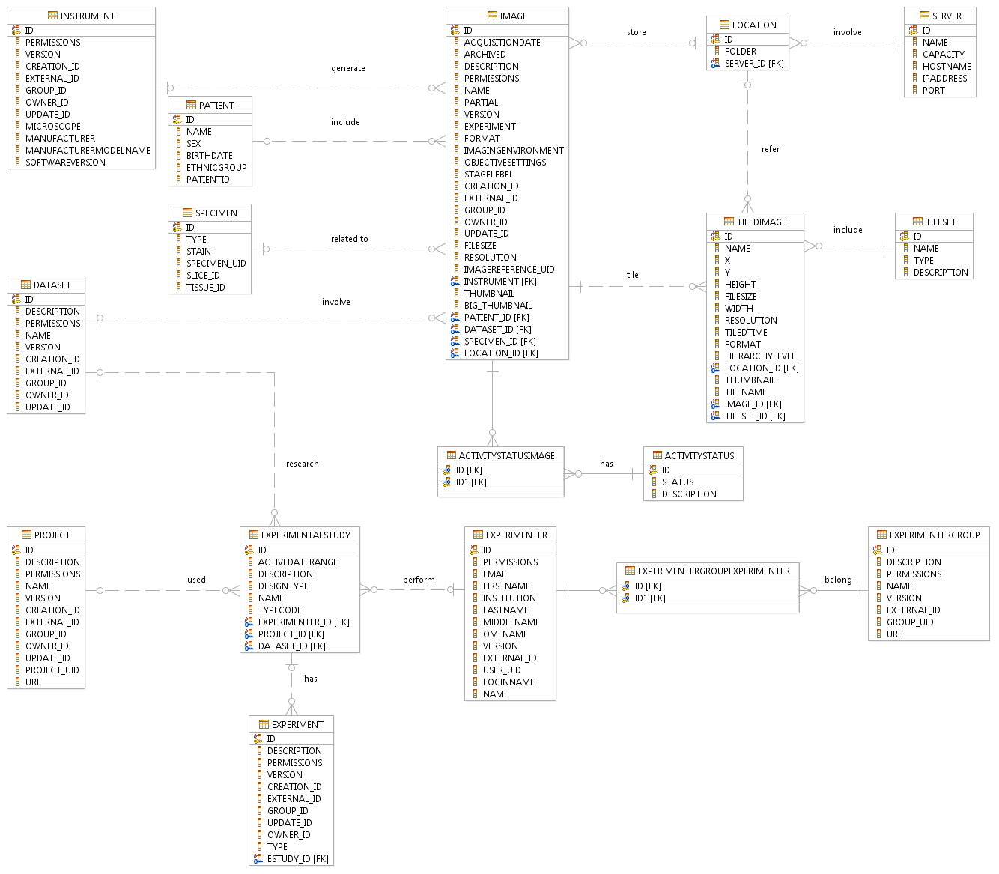 INSTRUMENT
ID
PERMISSIONS
VERSION
CREATION_ID
EXTERNAL_ID
GROUP_ID
OWNER_ID
UPDATE_ID
MICROSCOPE
MANUFACTURER
MANUFACTURERMODELNAME
SOFTWAREVERSION
generate
PATIENT
ID
NAME
SEX
BIRTHDATE
ETHNICGROUP
PATIENTID
include
SPECIMEN
ID
TYPE
STAIN
SPECIMEN_UID
SLICE_ID
TISSUE_ID
related to
DATASET
ID
DESCRIPTION
PERMISSIONS
NAME
VERSION
CREATION_ID
EXTERNAL_ID
GROUP_ID
OWNER_ID
UPDATE_ID
involve
research
IMAGE
ID
ACQUISITIONDATE
ARCHIVED
DESCRIPTION
PERMISSIONS
NAME
PARTIAL
VERSION
EXPERIMENT
FORMAT
IMAGINGENVIRONMENT
OBJECTIVESETTINGS
STAGELEBEL
CREATION_ID
EXTERNAL_ID
GROUP_ID
OWNER_ID
UPDATE_ID
FILESIZE
RESOLUTION
IMAGEREFERENCE_UID
INSTRUMENT [FK]
THUMBNAIL
BIG_THUMBNAIL
PATIENT_ID [FK]
DATASET_ID [FK]
SPECIMEN_ID [FK]
LOCATION_ID [FK]
store
LOCATION
ID
FOLDER
SERVER_ID [FK]
involve
SERVER
ID
NAME
CAPACITY
HOSTNAME
IPADDRESS
PORT
refer
tile
TILEDIMAGE
ID
NAME
X
Y
HEIGHT
FILESIZE
WIDTH
RESOLUTION
TILEDTIME
FORMAT
HIERARCHYLEVEL
LOCATION_ID [FK]
THUMBNAIL
TILENAME
IMAGE_ID [FK]
TILESET_ID [FK]
include
TILESET
ID
NAME
TYPE
DESCRIPTION
ACTIVITYSTATUSIMAGE
ID [FK]
ID1 [FK]
has
ACTIVITYSTATUS
ID
STATUS
DESCRIPTION
PROJECT
ID
DESCRIPTION
PERMISSIONS
NAME
VERSION
CREATION_ID
EXTERNAL_ID
GROUP_ID
OWNER_ID
UPDATE_ID
PROJECT_UID
URI
used
EXPERIMENTALSTUDY
ID
ACTIVEDATERANGE
DESCRIPTION
DESIGNTYPE
NAME
TYPECODE
EXPERIMENTER_ID [FK]
PROJECT_ID [FK]
DATASET_ID [FK]
perform
EXPERIMENTER
ID
PERMISSIONS
EMAIL
FIRSTNAME
INSTITUTION
LASTNAME
MIDDLENAME
OMENAME
VERSION
EXTERNAL_ID
USER_UID
LOGINNAME
NAME
EXPERIMENTERGROUPEXPERIMENTER
ID [FK]
ID1 [FK]
belong
EXPERIMENTERGROUP
ID
DESCRIPTION
PERMISSIONS
NAME
VERSION
EXTERNAL_ID
GROUP_UID
URI
has
EXPERIMENT
ID
DESCRIPTION
PERMISSIONS
VERSION
CREATION_ID
EXTERNAL_ID
GROUP_ID
UPDATE_ID
OWNER_ID
TYPE
ESTUDY_ID [FK]